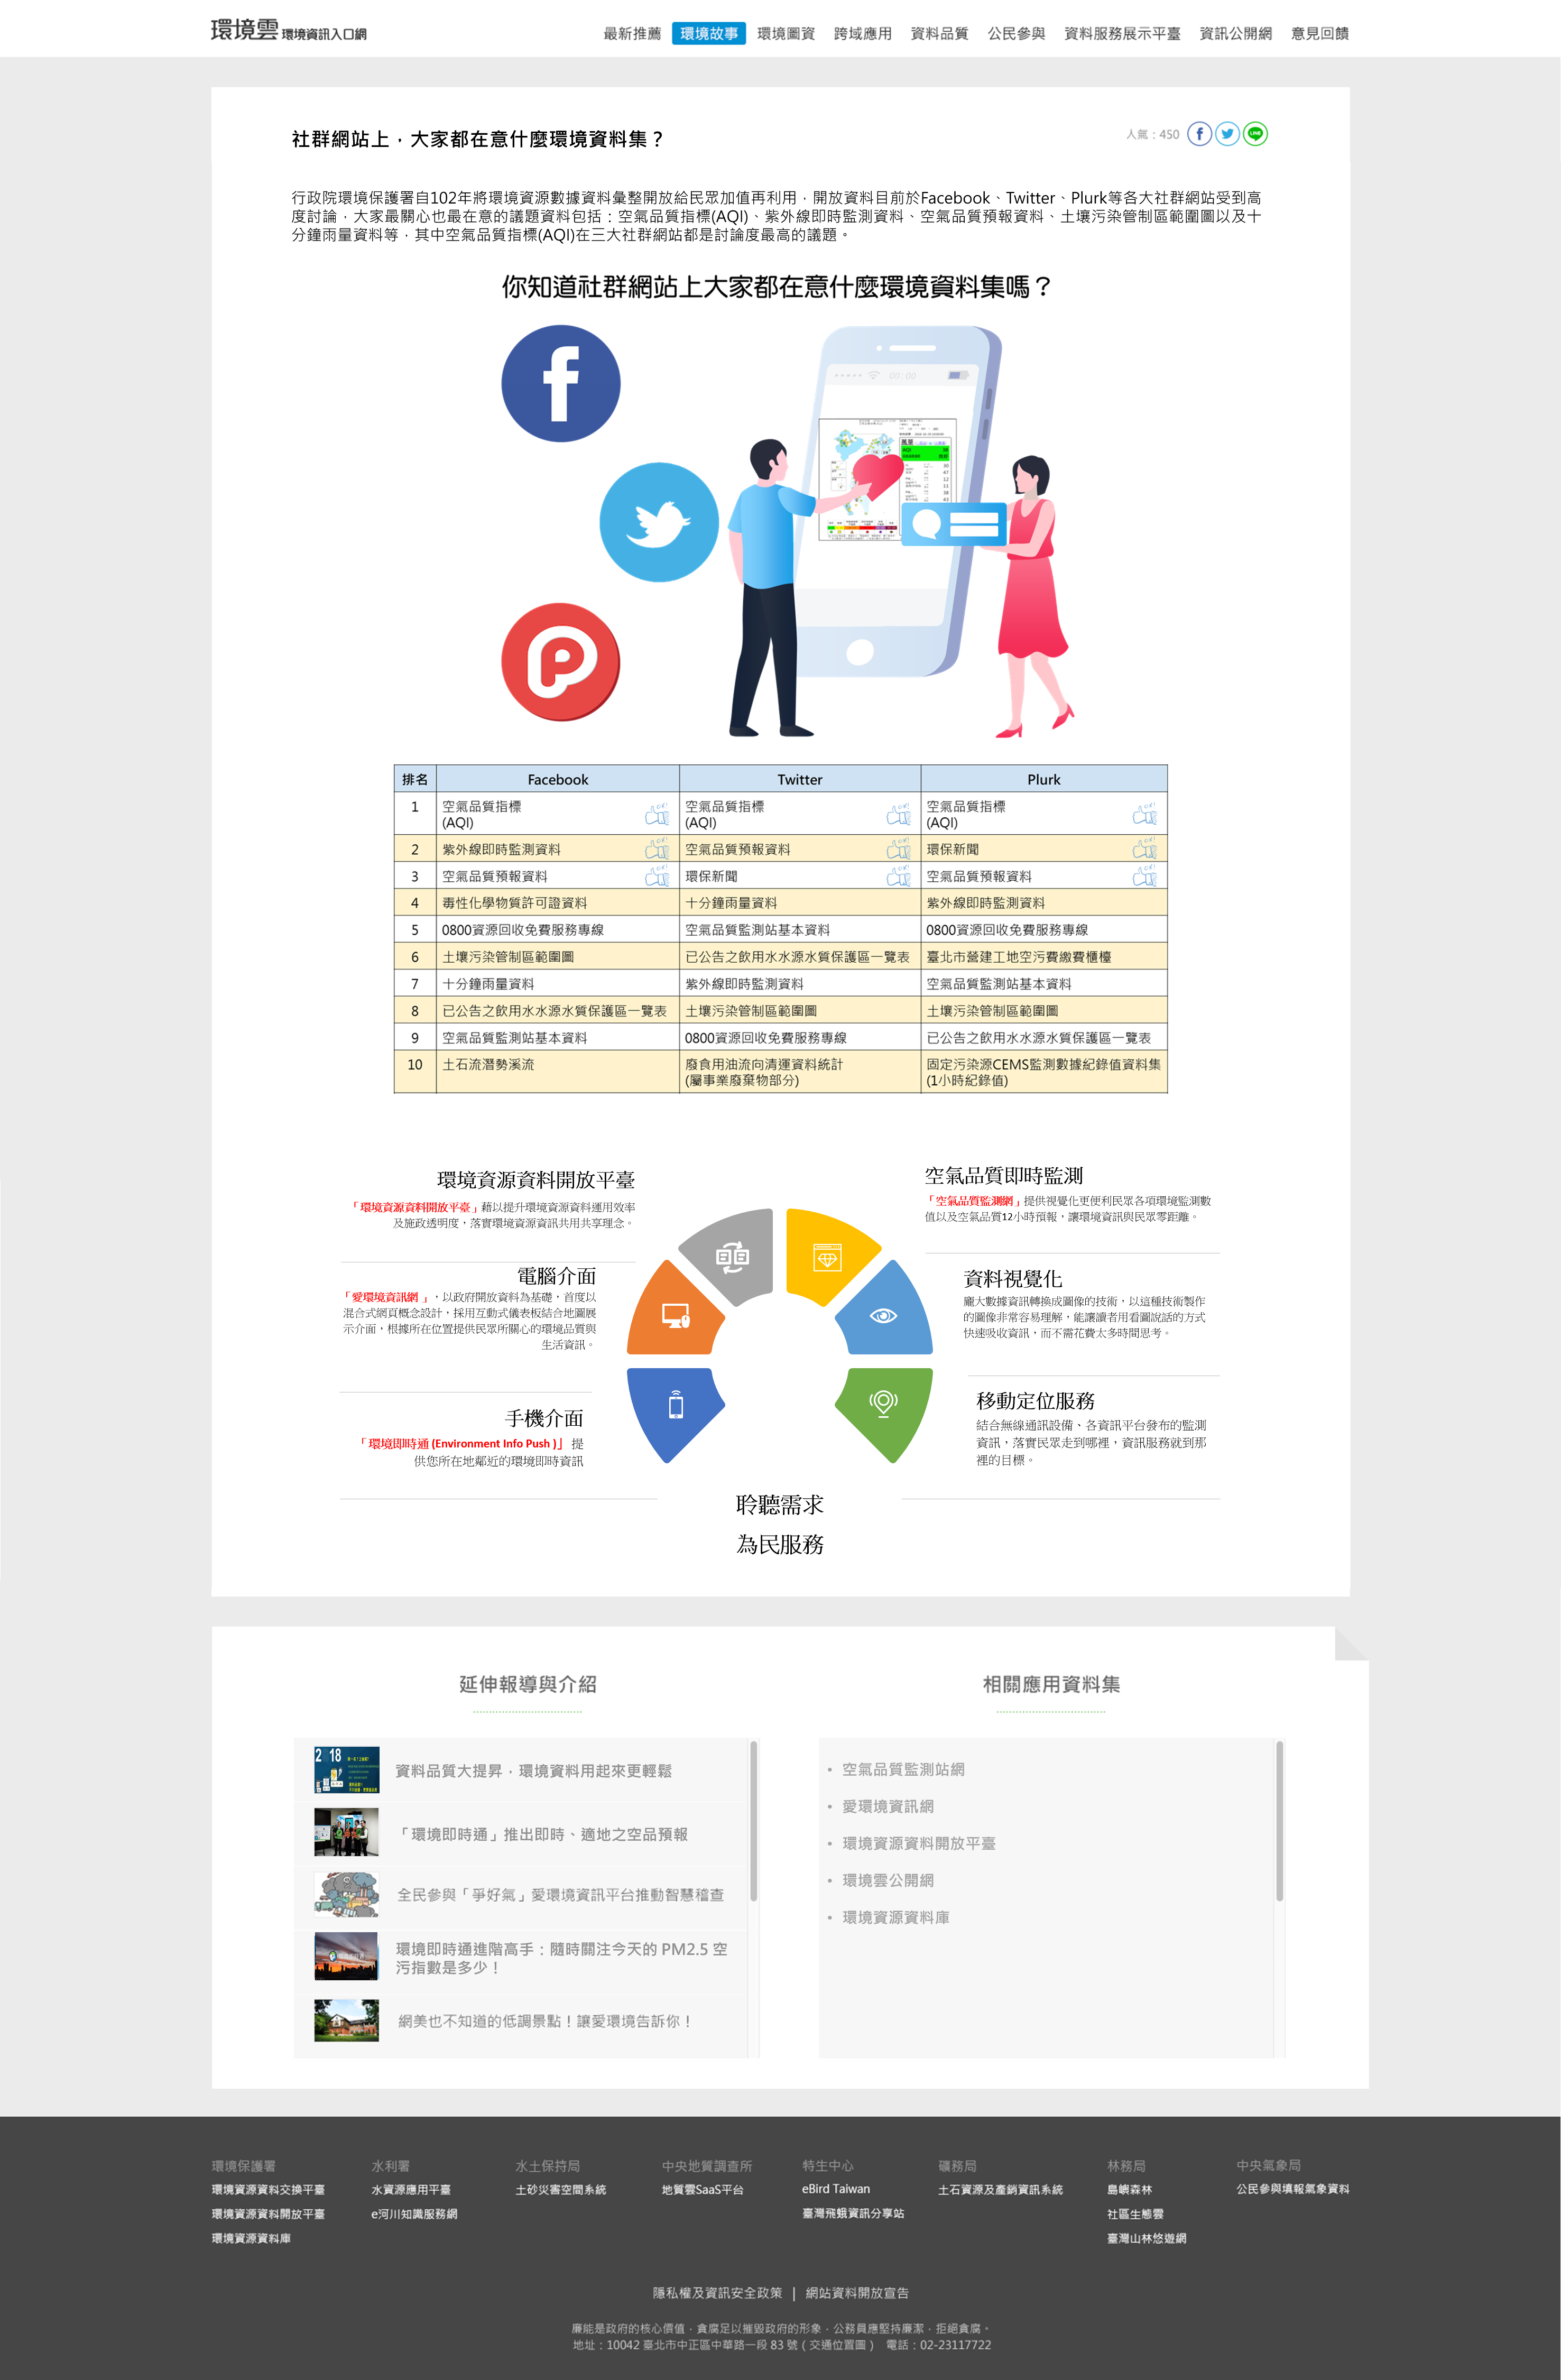 環境雲 環境資訊入口網
最新推薦 環境故事 環境圖資 跨域應用 資料品質 公民參與 資料服務展示平臺 資訊公開網 意見回饋
社群網站上，大家都在意什麼環境資料集？
人氣：450
行政院環境保護署自102年將環境資源數據資料彙整開放給民眾加值再利用，開放資料目前於Facebook、Twitter、Plurk等各大社群網站受到高
度討論，大家最關心也最在意的議題資料包括：空氣品質指標(AQI)、紫外線即時監測資料、空氣品質預報資料、土壤污染管制區範圍圖以及十
分鐘雨量資料等，其中空氣品質指標(AQI)在三大社群網站都是討論度最高的議題。
你知道社群網站上大家都在意什麼環境資料集嗎？
00:00
排名 Facebook Twitter Plurk
1 空氣品質指標 空氣品質指標 空氣品質指標
(AQI) (AQI) (AQI)
2 紫外線即時監測資料 空氣品質預報資料 環保新聞
3 空氣品質預報資料 環保新聞 空氣品質預報資料
4 毒性化學物質許可證資料 十分鐘雨量資料 紫外線即時監測資料
5 0800資源回收免費服務專線 空氣品質監測站基本資料 0800資源回收免費服務專線
6 土壤污染管制區範圍圖 已公告之飲用水水源水質保護區一覽表 臺北市營建工地空污費繳費櫃檯
7 十分鐘雨量資料 紫外線即時監測資料 空氣品質監測站基本資料
8 已公告之飲用水水源水質保護區一覽表 土壤污染管制區範圍圖 土壤污染管制區範圍圖
9 空氣品質監測站基本資料 0800資源回收免費服務專線 已公告之飲用水水源水質保護區一覽表
10 土石流潛勢溪流 廢食用油流向清運資料統計 固定污染源CEMS監測數據紀錄值資料集
(屬事業廢棄物部分) (1小時紀錄值)
環境資源資料開放平臺
「環境資源資料開放平臺」藉以提升環境資源資料運用效率
及施政透明度，落實環境資源資訊共用共享理念。
電腦介面
「愛環境資訊網 」，以政府開放資料為基礎，首度以
混合式網頁概念設計，採用互動式儀表板結合地圖展
示介面，根據所在位置提供民眾所關心的環境品質與
生活資訊。
手機介面
「環境即時通 (Environment Info Push )」 提
供您所在地鄰近的環境即時資訊
空氣品質即時監測
「空氣品質監測網」提供視覺化更便利民眾各項環境監測數
值以及空氣品質12小時預報，讓環境資訊與民眾零距離。
資料視覺化
龐大數據資訊轉換成圖像的技術，以這種技術製作
的圖像非常容易理解，能讓讀者用看圖說話的方式
快速吸收資訊，而不需花費太多時間思考。
移動定位服務
結合無線通訊設備、各資訊平台發布的監測
資訊，落實民眾走到哪裡，資訊服務就到那
裡的目標。
聆聽需求
為民服務
延伸報導與介紹
資料品質大提昇，環境資料用起來更輕鬆
「環境即時通」推出即時、適地之空品預報
全民參與「爭好氣」愛環境資訊平台推動智慧稽查
環境即時通進階高手：隨時關注今天的 PM2.5 空
污指數是多少！
網美也不知道的低調景點！讓愛環境告訴你！
相關應用資料集
• 空氣品質監測站網
• 愛環境資訊網
• 環境資源資料開放平臺
• 環境雲公開網
• 環境資源資料庫
環境保護署 水利署 水土保持局 中央地質調查所 特生中心 礦務局 林務局 中央氣象局
環境資源資料交換平臺 水資源應用平臺 土砂災害空間系統 地質雲SaaS平台 eBird Taiwan 土石資源及產銷資訊系統 島嶼森林 公民參與填報氣象資料
環境資源資料開放平臺 e河川知識服務網 臺灣飛蛾資訊分享站 社區生態雲
環境資源資料庫 臺灣山林悠遊網
隱私權及資訊安全政策 | 網站資料開放宣告
廉能是政府的核心價值，貪腐足以摧毀政府的形象，公務員應堅持廉潔，拒絕貪腐。
地址：10042 臺北市中正區中華路一段 83 號 ( 交通位置圖 ) 電話：02-23117722